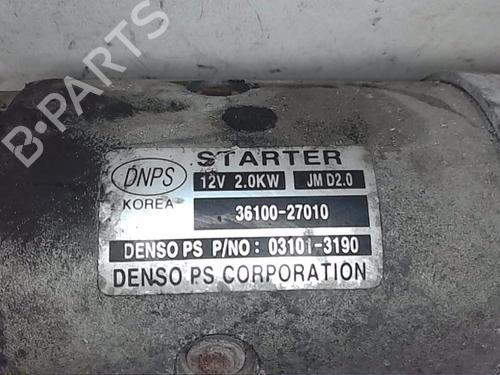 B-PARTS
STARTER
DNPS
12V 2.0KW JM D2.0
KOREA
36100-27010
DENSO PS P/NO: 03101-3190
DENSO PS CORPORATION